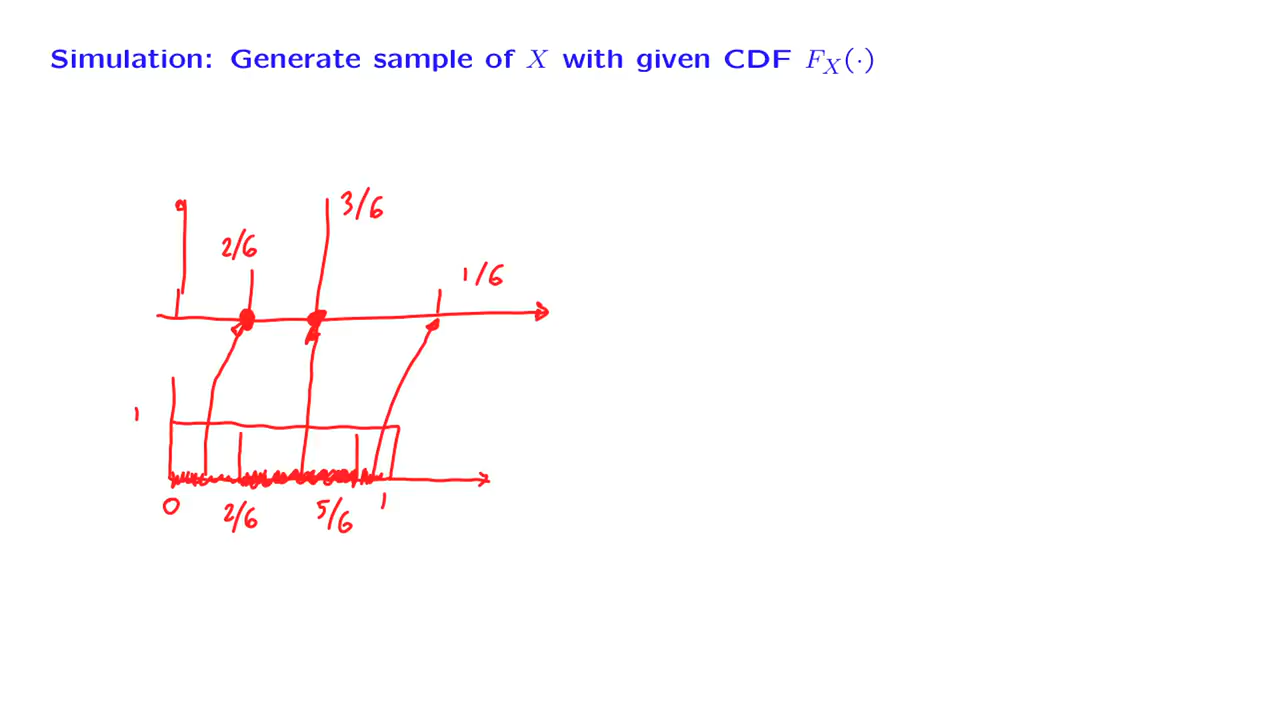 Simulation: Generate sample of X with given CDF F_X(·)
3/6
2/6
1/6
1
0 2/6 5/6 1